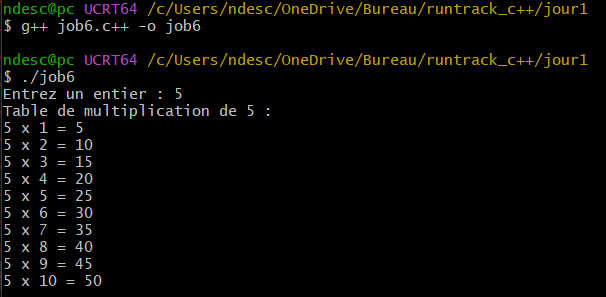 ndesc@pc UCRT64 /c/Users/ndesc/OneDrive/Bureau/runtrack_c++/jour1
$ g++ job6.c++ -o job6
ndesc@pc UCRT64 /c/Users/ndesc/OneDrive/Bureau/runtrack_c++/jour1
$ ./job6
Entrez un entier : 5
Table de multiplication de 5 :
5 x 1 = 5
5 x 2 = 10
5 x 3 = 15
5 x 4 = 20
5 x 5 = 25
5 x 6 = 30
5 x 7 = 35
5 x 8 = 40
5 x 9 = 45
5 x 10 = 50